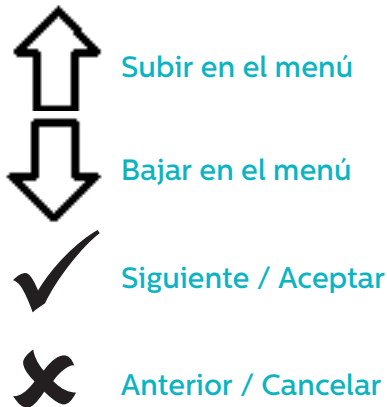 Subir en el menú
Bajar en el menú
Siguiente / Aceptar
Anterior / Cancelar